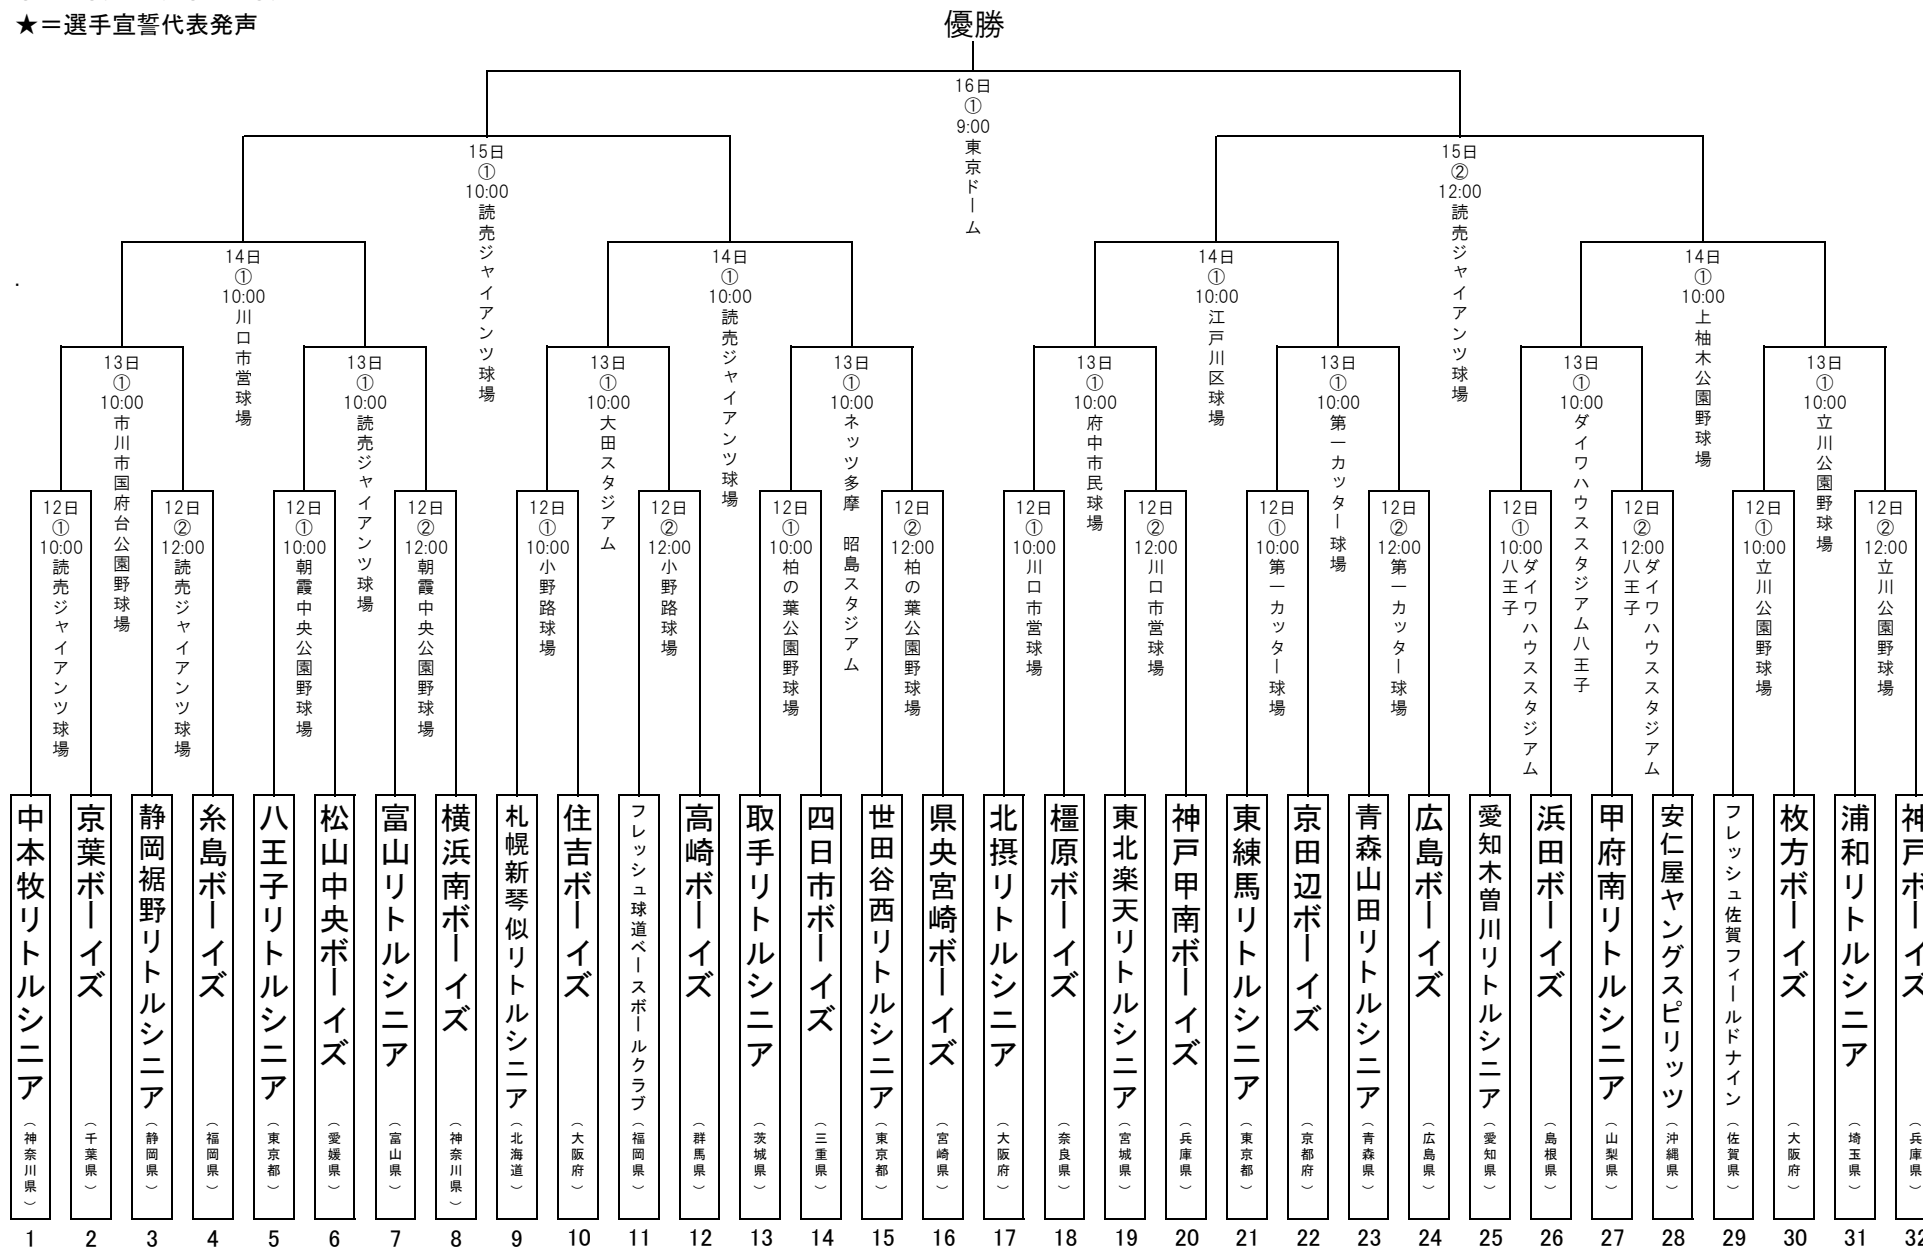 ★＝選手宣誓代表発声
優勝
16日
①
9:00
東京ドーム
15日
①
10:00
読売ジャイアンツ球場
15日
②
12:00
読売ジャイアンツ球場
14日
①
10:00
川口市営球場
14日
①
10:00
読売ジャイアンツ球場
14日
①
10:00
江戸川区球場
14日
①
10:00
上柚木公園野球場
13日
①
10:00
市川市国府台公園野球場
13日
①
10:00
読売ジャイアンツ球場
13日
①
10:00
大田スタジアム
13日
①
10:00
ネッツ多摩　昭島スタジアム
13日
①
10:00
府中市民球場
13日
①
10:00
第一カッター球場
13日
①
10:00
ダイワハウススタジアム八王子
13日
①
10:00
立川公園野球場
12日
①
10:00
読売ジャイアンツ球場
12日
②
12:00
読売ジャイアンツ球場
12日
①
10:00
朝霞中央公園野球場
12日
②
12:00
朝霞中央公園野球場
12日
①
10:00
小野路球場
12日
②
12:00
小野路球場
12日
①
10:00
柏の葉公園野球場
12日
②
12:00
柏の葉公園野球場
12日
①
10:00
川口市営球場
12日
②
12:00
川口市営球場
12日
①
10:00
第一カッター球場
12日
②
12:00
第一カッター球場
12日
①
10:00
ダイワハウススタジアム
八王子
12日
②
12:00
ダイワハウススタジアム
八王子
12日
①
10:00
立川公園野球場
12日
②
12:00
立川公園野球場
中本牧リトルシニア（神奈川県）
1
京葉ボーイズ（千葉県）
2
静岡裾野リトルシニア（静岡県）
3
糸島ボーイズ（福岡県）
4
八王子リトルシニア（東京都）
5
松山中央ボーイズ（愛媛県）
6
富山リトルシニア（富山県）
7
横浜南ボーイズ（神奈川県）
8
札幌新琴似リトルシニア（北海道）
9
住吉ボーイズ（大阪府）
10
フレッシュ球道ベースボールクラブ（福岡県）
11
高崎ボーイズ（群馬県）
12
取手リトルシニア（茨城県）
13
四日市ボーイズ（三重県）
14
世田谷西リトルシニア（東京都）
15
県央宮崎ボーイズ（宮崎県）
16
北摂リトルシニア（大阪府）
17
橿原ボーイズ（奈良県）
18
東北楽天リトルシニア（宮城県）
19
神戸甲南ボーイズ（兵庫県）
20
東練馬リトルシニア（東京都）
21
京田辺ボーイズ（京都府）
22
青森山田リトルシニア（青森県）
23
広島ボーイズ（広島県）
24
愛知木曽川リトルシニア（愛知県）
25
浜田ボーイズ（島根県）
26
甲府南リトルシニア（山梨県）
27
安仁屋ヤングスピリッツ（沖縄県）
28
フレッシュ佐賀フィールドナイン（佐賀県）
29
枚方ボーイズ（大阪府）
30
浦和リトルシニア（埼玉県）
31
神戸ボーイズ（兵庫県）
32